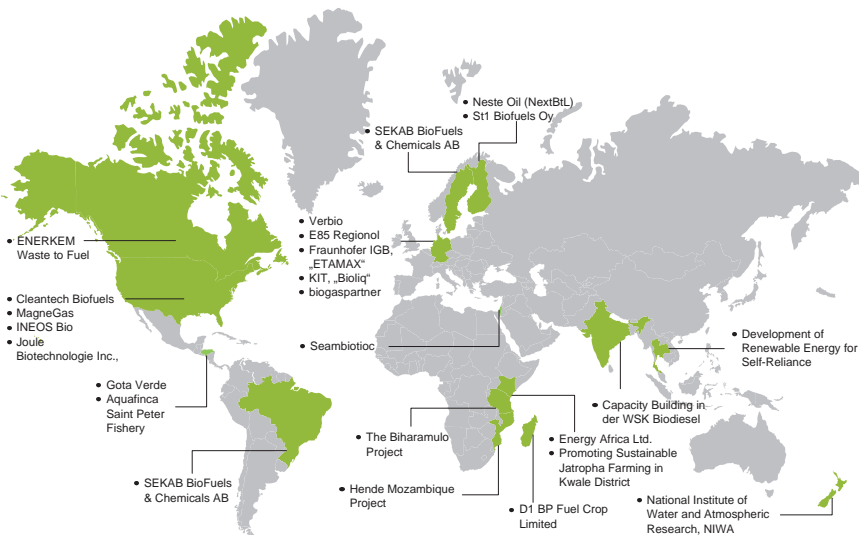 • Neste Oil (NextBtL)
• St1 Biofuels Oy
• SEKAB BioFuels
& Chemicals AB
• ENERKEM
Waste to Fuel
• Verbio
• E85 Regionol
• Fraunhofer IGB,
„ETAMAX“
• KIT, „Bioliq“
• biogaspartner
• Cleantech Biofuels
• MagneGas
• INEOS Bio
• Joule
Biotechnologie Inc.,
• Seambiotioc
• Development of
Renewable Energy for
Self-Reliance
• Gota Verde
• Aquafinca
Saint Peter
Fishery
• Capacity Building in
der WSK Biodiesel
• The Biharamulo
Project
• Energy Africa Ltd.
• Promoting Sustainable
Jatropha Farming in
Kwale District
• SEKAB BioFuels
& Chemicals AB
• Hende Mozambique
Project
• D1 BP Fuel Crop
Limited
• National Institute of
Water and Atmospheric
Research, NIWA